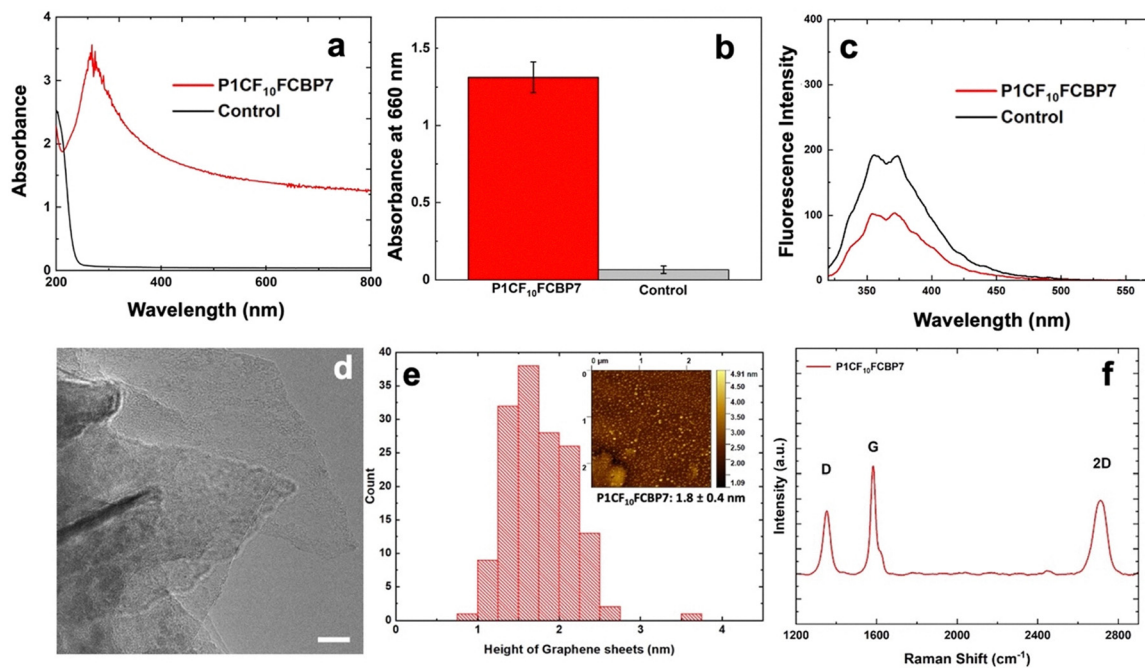 a
P1CF₁₀FCBP7
Control
Absorbance
0
1
2
3
4
200
400
600
800
Wavelength (nm)
b
Absorbance at 660 nm
0
0.5
1
1.5
P1CF₁₀FCBP7
Control
c
P1CF₁₀FCBP7
Control
Fluorescence Intensity
0
100
200
300
400
350
400
450
500
550
Wavelength (nm)
d
e
Count
0
5
10
15
20
25
30
35
40
0
1
2
3
4
Height of Graphene sheets (nm)
0 μm
1
2
0
1
2
4.91 nm
4.00
3.50
3.00
2.50
2.00
1.09
P1CF₁₀FCBP7: 1.8 ± 0.4 nm
f
P1CF₁₀FCBP7
D
G
2D
Intensity (a.u.)
1200
1600
2000
2400
2800
Raman Shift (cm⁻¹)